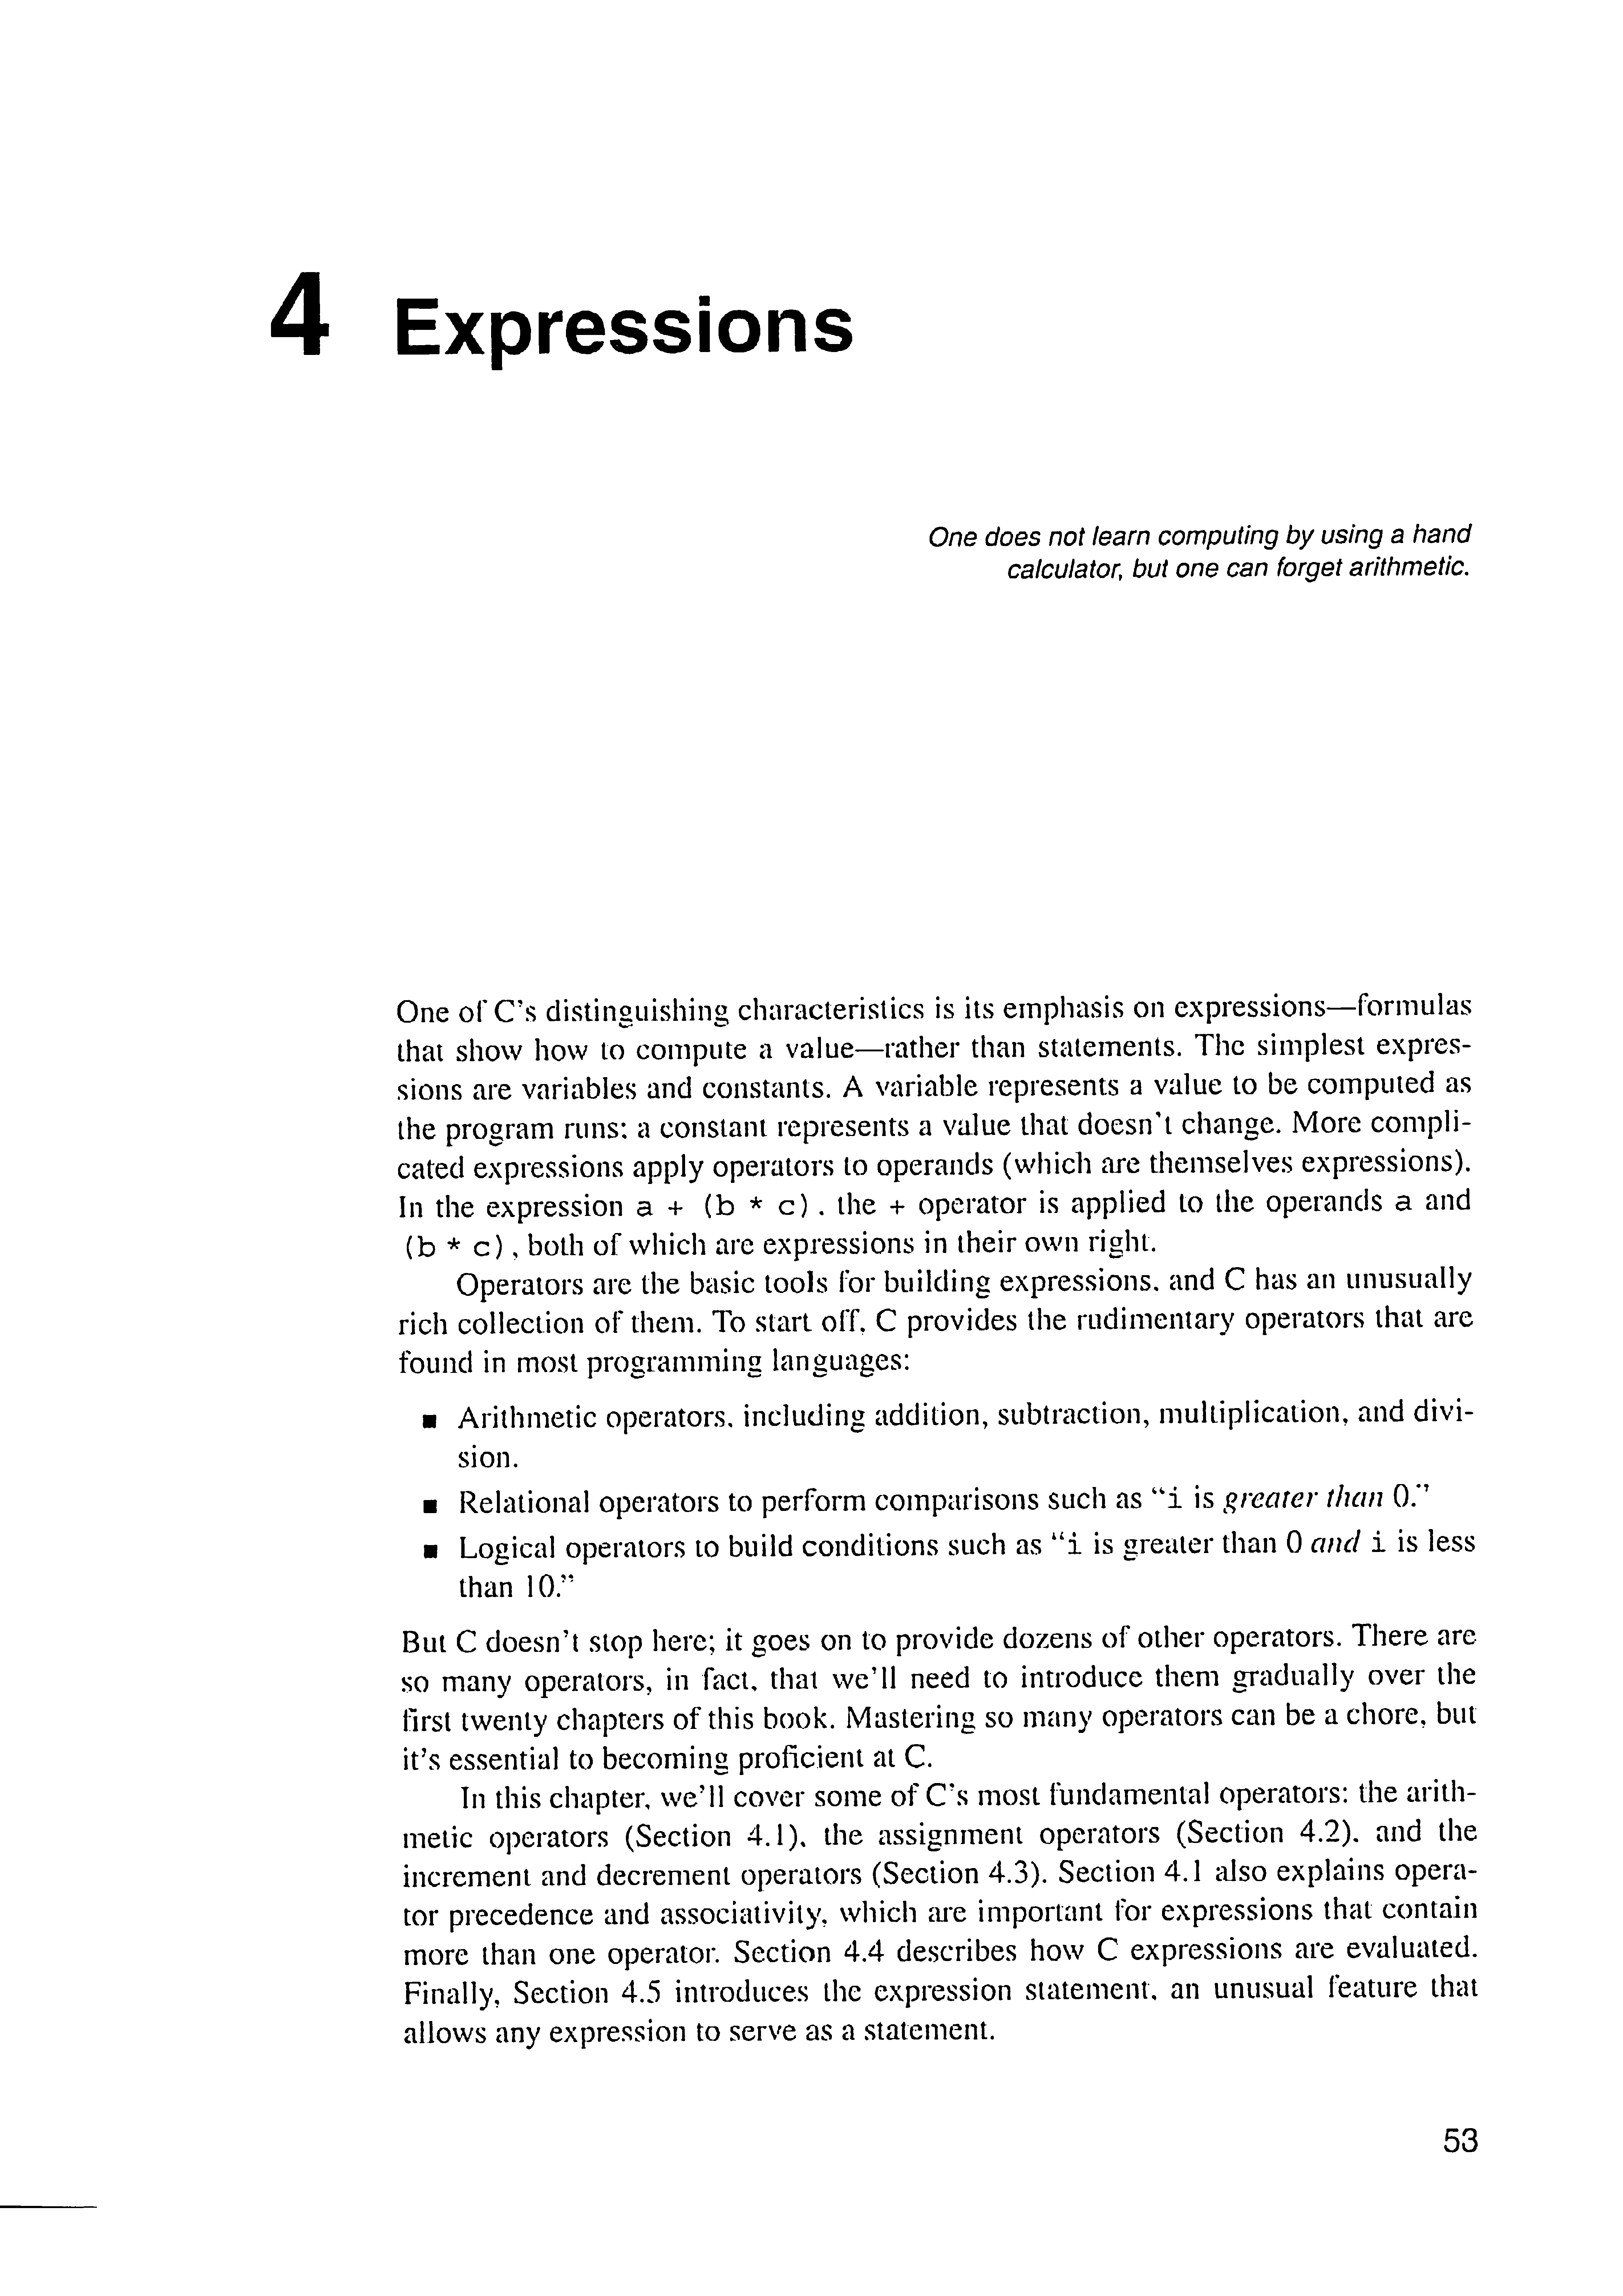 4 Expressions
One does not learn computing by using a hand
calculator, but one can forget arithmetic.
One of C's distinguishing characteristics is its emphasis on expressions—formulas
that show how to compute a value—rather than statements. The simplest expres-
sions are variables and constants. A variable represents a value to be computed as
the program runs; a constant represents a value that doesn't change. More compli-
cated expressions apply operators to operands (which are themselves expressions).
In the expression a + (b * c), the + operator is applied to the operands a and
(b * c), both of which are expressions in their own right.
Operators are the basic tools for building expressions, and C has an unusually
rich collection of them. To start off, C provides the rudimentary operators that are
found in most programming languages:
■ Arithmetic operators, including addition, subtraction, multiplication, and divi-
sion.
■ Relational operators to perform comparisons such as “i is greater than 0.”
■ Logical operators to build conditions such as “i is greater than 0 and i is less
than 10.”
But C doesn't stop here; it goes on to provide dozens of other operators. There are
so many operators, in fact, that we'll need to introduce them gradually over the
first twenty chapters of this book. Mastering so many operators can be a chore, but
it's essential to becoming proficient at C.
In this chapter, we'll cover some of C's most fundamental operators: the arith-
metic operators (Section 4.1), the assignment operators (Section 4.2), and the
increment and decrement operators (Section 4.3). Section 4.1 also explains opera-
tor precedence and associativity, which are important for expressions that contain
more than one operator. Section 4.4 describes how C expressions are evaluated.
Finally, Section 4.5 introduces the expression statement, an unusual feature that
allows any expression to serve as a statement.
53